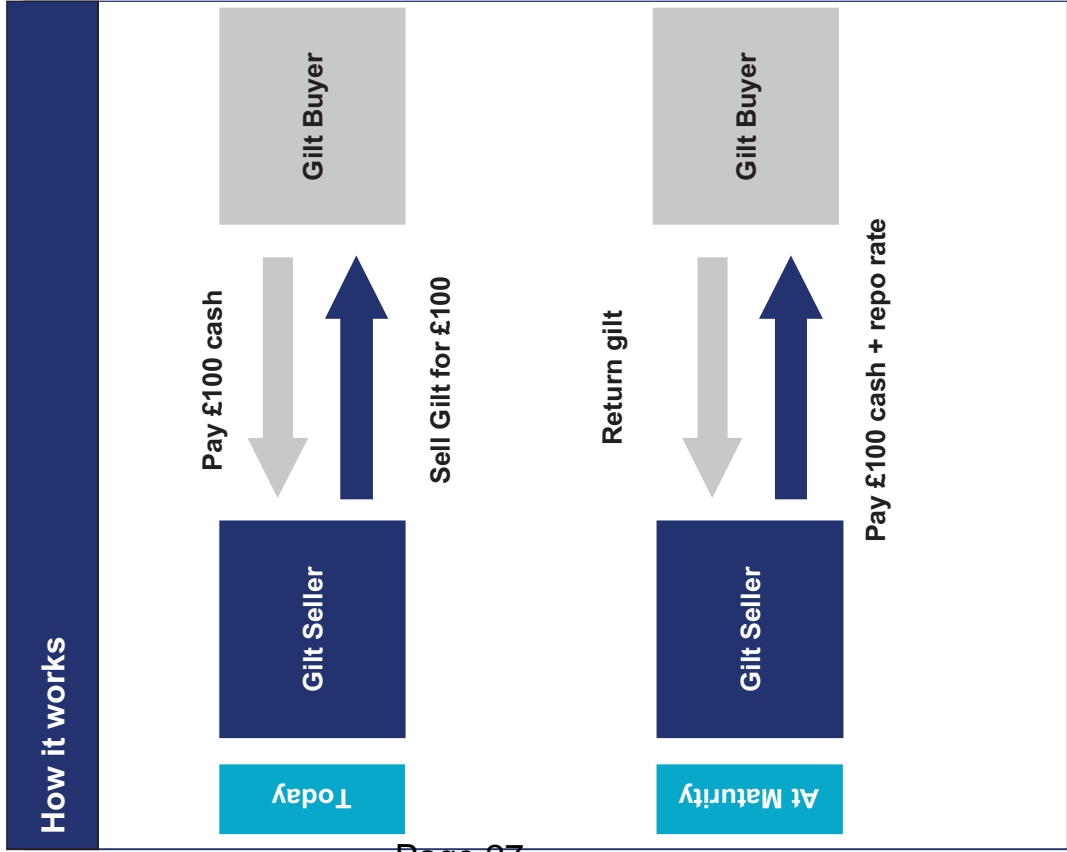 How it works
Today
Gilt Seller
Pay £100 cash
Sell Gilt for £100
Gilt Buyer
At Maturity
Gilt Seller
Return gilt
Pay £100 cash + repo rate
Gilt Buyer